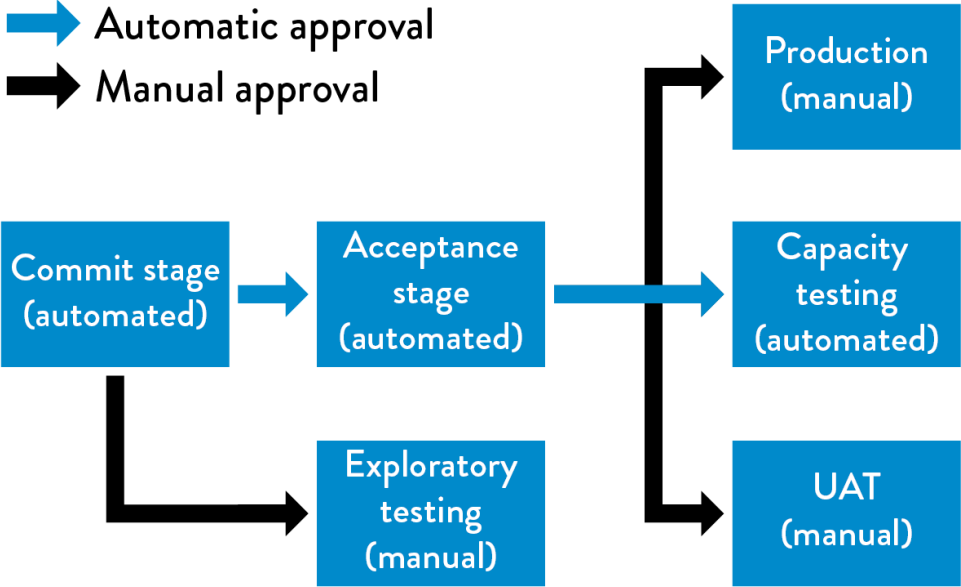 Automatic approval
Manual approval
Production
(manual)
Commit stage
(automated)
Acceptance
stage
(automated)
Capacity
testing
(automated)
Exploratory
testing
(manual)
UAT
(manual)